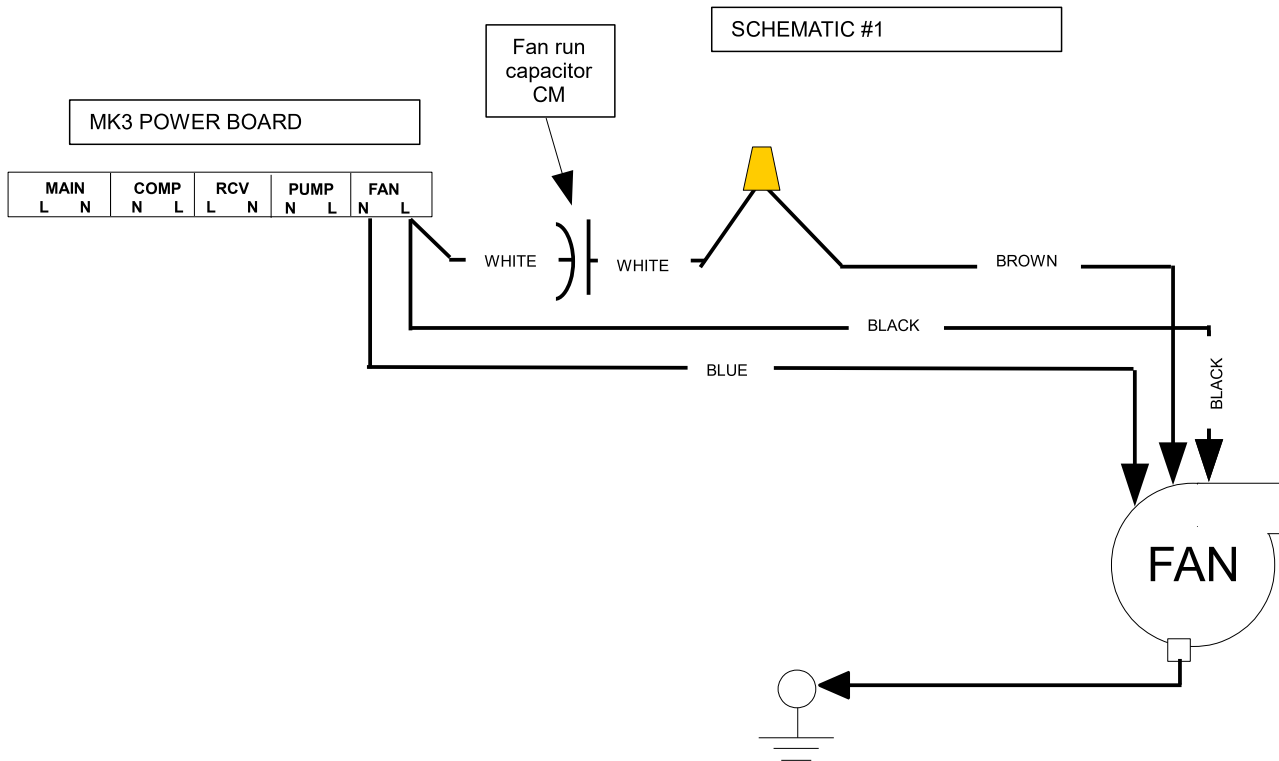 SCHEMATIC #1
Fan run
capacitor
CM
MK3 POWER BOARD
MAIN COMP RCV PUMP FAN
L N N L L N N L N L
WHITE WHITE BROWN
BLACK
BLUE
BLACK
FAN